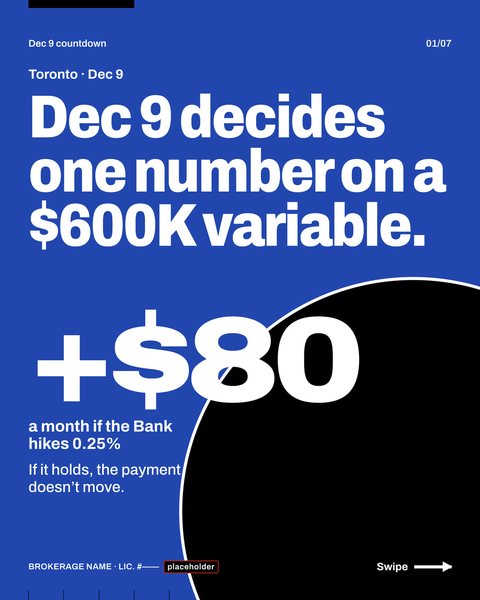 Dec 9 countdown
01/07
Toronto · Dec 9
Dec 9 decides
one number on a
$600K variable.
+$80
a month if the Bank
hikes 0.25%
If it holds, the payment
doesn’t move.
BROKERAGE NAME · LIC. #—— placeholder
Swipe